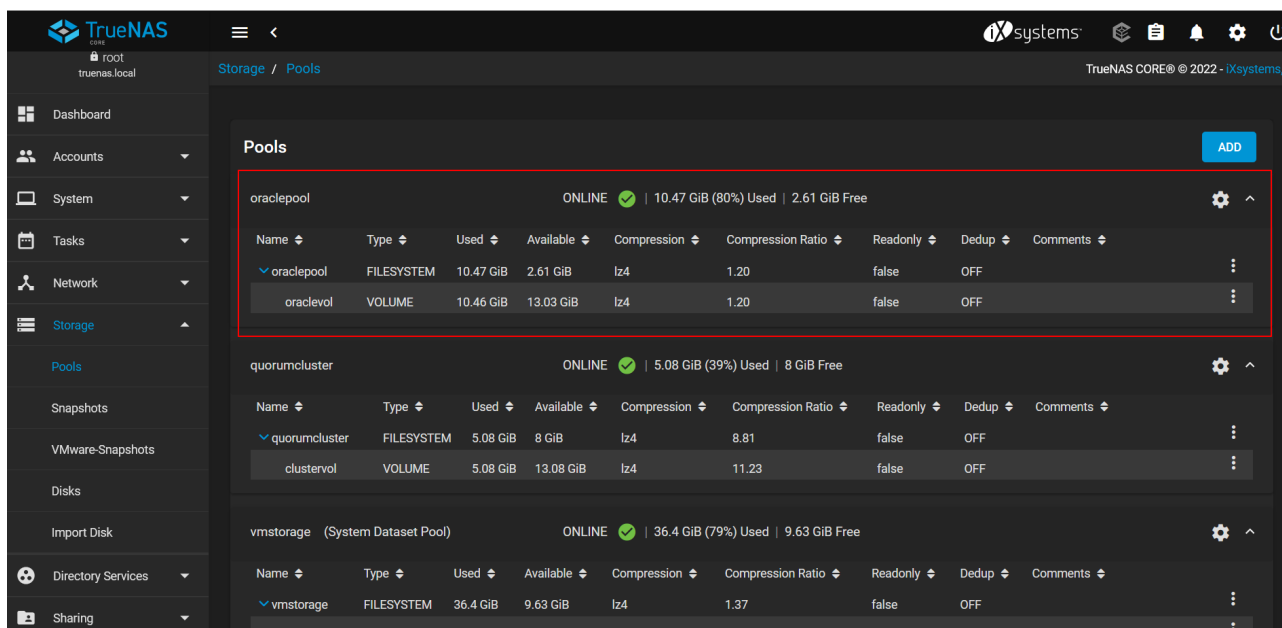 TrueNAS
CORE
iXsystems
root
truenas.local
Storage / Pools
TrueNAS CORE® © 2022 - iXsystems,
Dashboard
Accounts
System
Tasks
Network
Storage
Pools
Snapshots
VMware-Snapshots
Disks
Import Disk
Directory Services
Sharing
Pools
ADD
oraclepool ONLINE | 10.47 GiB (80%) Used | 2.61 GiB Free
Name Type Used Available Compression Compression Ratio Readonly Dedup Comments
oraclepool FILESYSTEM 10.47 GiB 2.61 GiB lz4 1.20 false OFF
oraclevol VOLUME 10.46 GiB 13.03 GiB lz4 1.20 false OFF
quorumcluster ONLINE | 5.08 GiB (39%) Used | 8 GiB Free
Name Type Used Available Compression Compression Ratio Readonly Dedup Comments
quorumcluster FILESYSTEM 5.08 GiB 8 GiB lz4 8.81 false OFF
clustervol VOLUME 5.08 GiB 13.08 GiB lz4 11.23 false OFF
vmstorage (System Dataset Pool) ONLINE | 36.4 GiB (79%) Used | 9.63 GiB Free
Name Type Used Available Compression Compression Ratio Readonly Dedup Comments
vmstorage FILESYSTEM 36.4 GiB 9.63 GiB lz4 1.37 false OFF